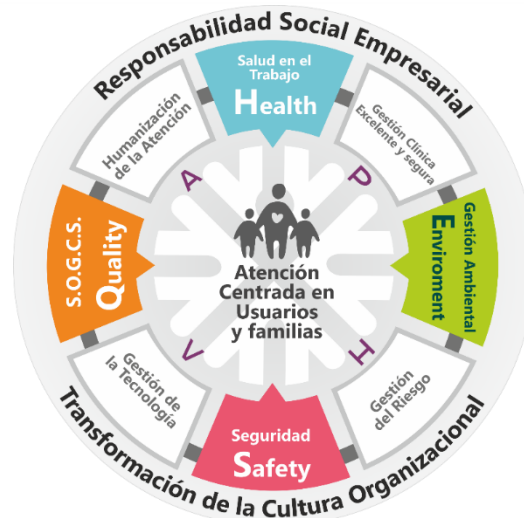 Responsabilidad Social Empresarial
Salud en el
Trabajo
Health
Gestión Clínica
Excelente y segura
Gestión Ambiental
Enviroment
Gestión
del Riesgo
Seguridad
Safety
Gestión de
la Tecnología
S.O.G.C.S.
Quality
Humanización
de la Atención
A
P
H
V
Atención
Centrada en
Usuarios
y familias
Transformación de la Cultura Organizacional